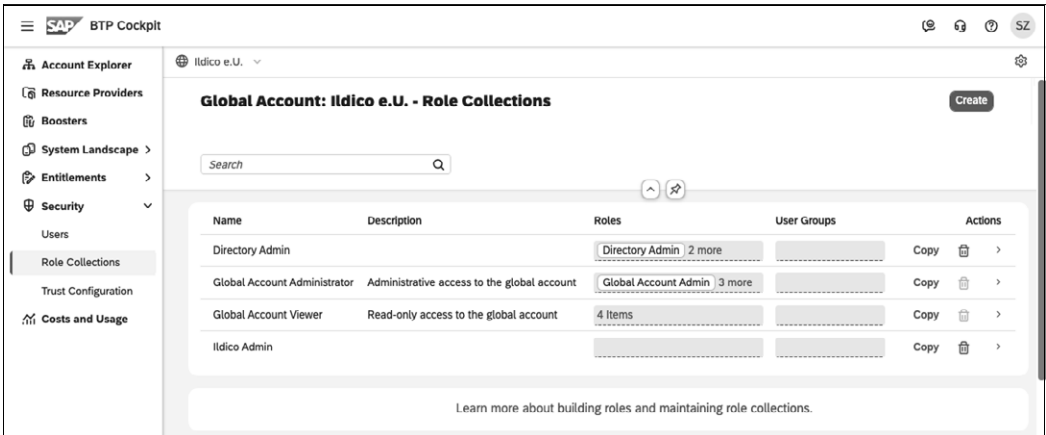 SAP BTP Cockpit SZ
Account Explorer
Resource Providers
Boosters
System Landscape
Entitlements
Security
Users
Role Collections
Trust Configuration
Costs and Usage
Ildico e.U.
Global Account: Ildico e.U. - Role Collections Create
Search
Name Description Roles User Groups Actions
Directory Admin Directory Admin 2 more Copy
Global Account Administrator Administrative access to the global account Global Account Admin 3 more Copy
Global Account Viewer Read-only access to the global account 4 Items Copy
Ildico Admin Copy
Learn more about building roles and maintaining role collections.